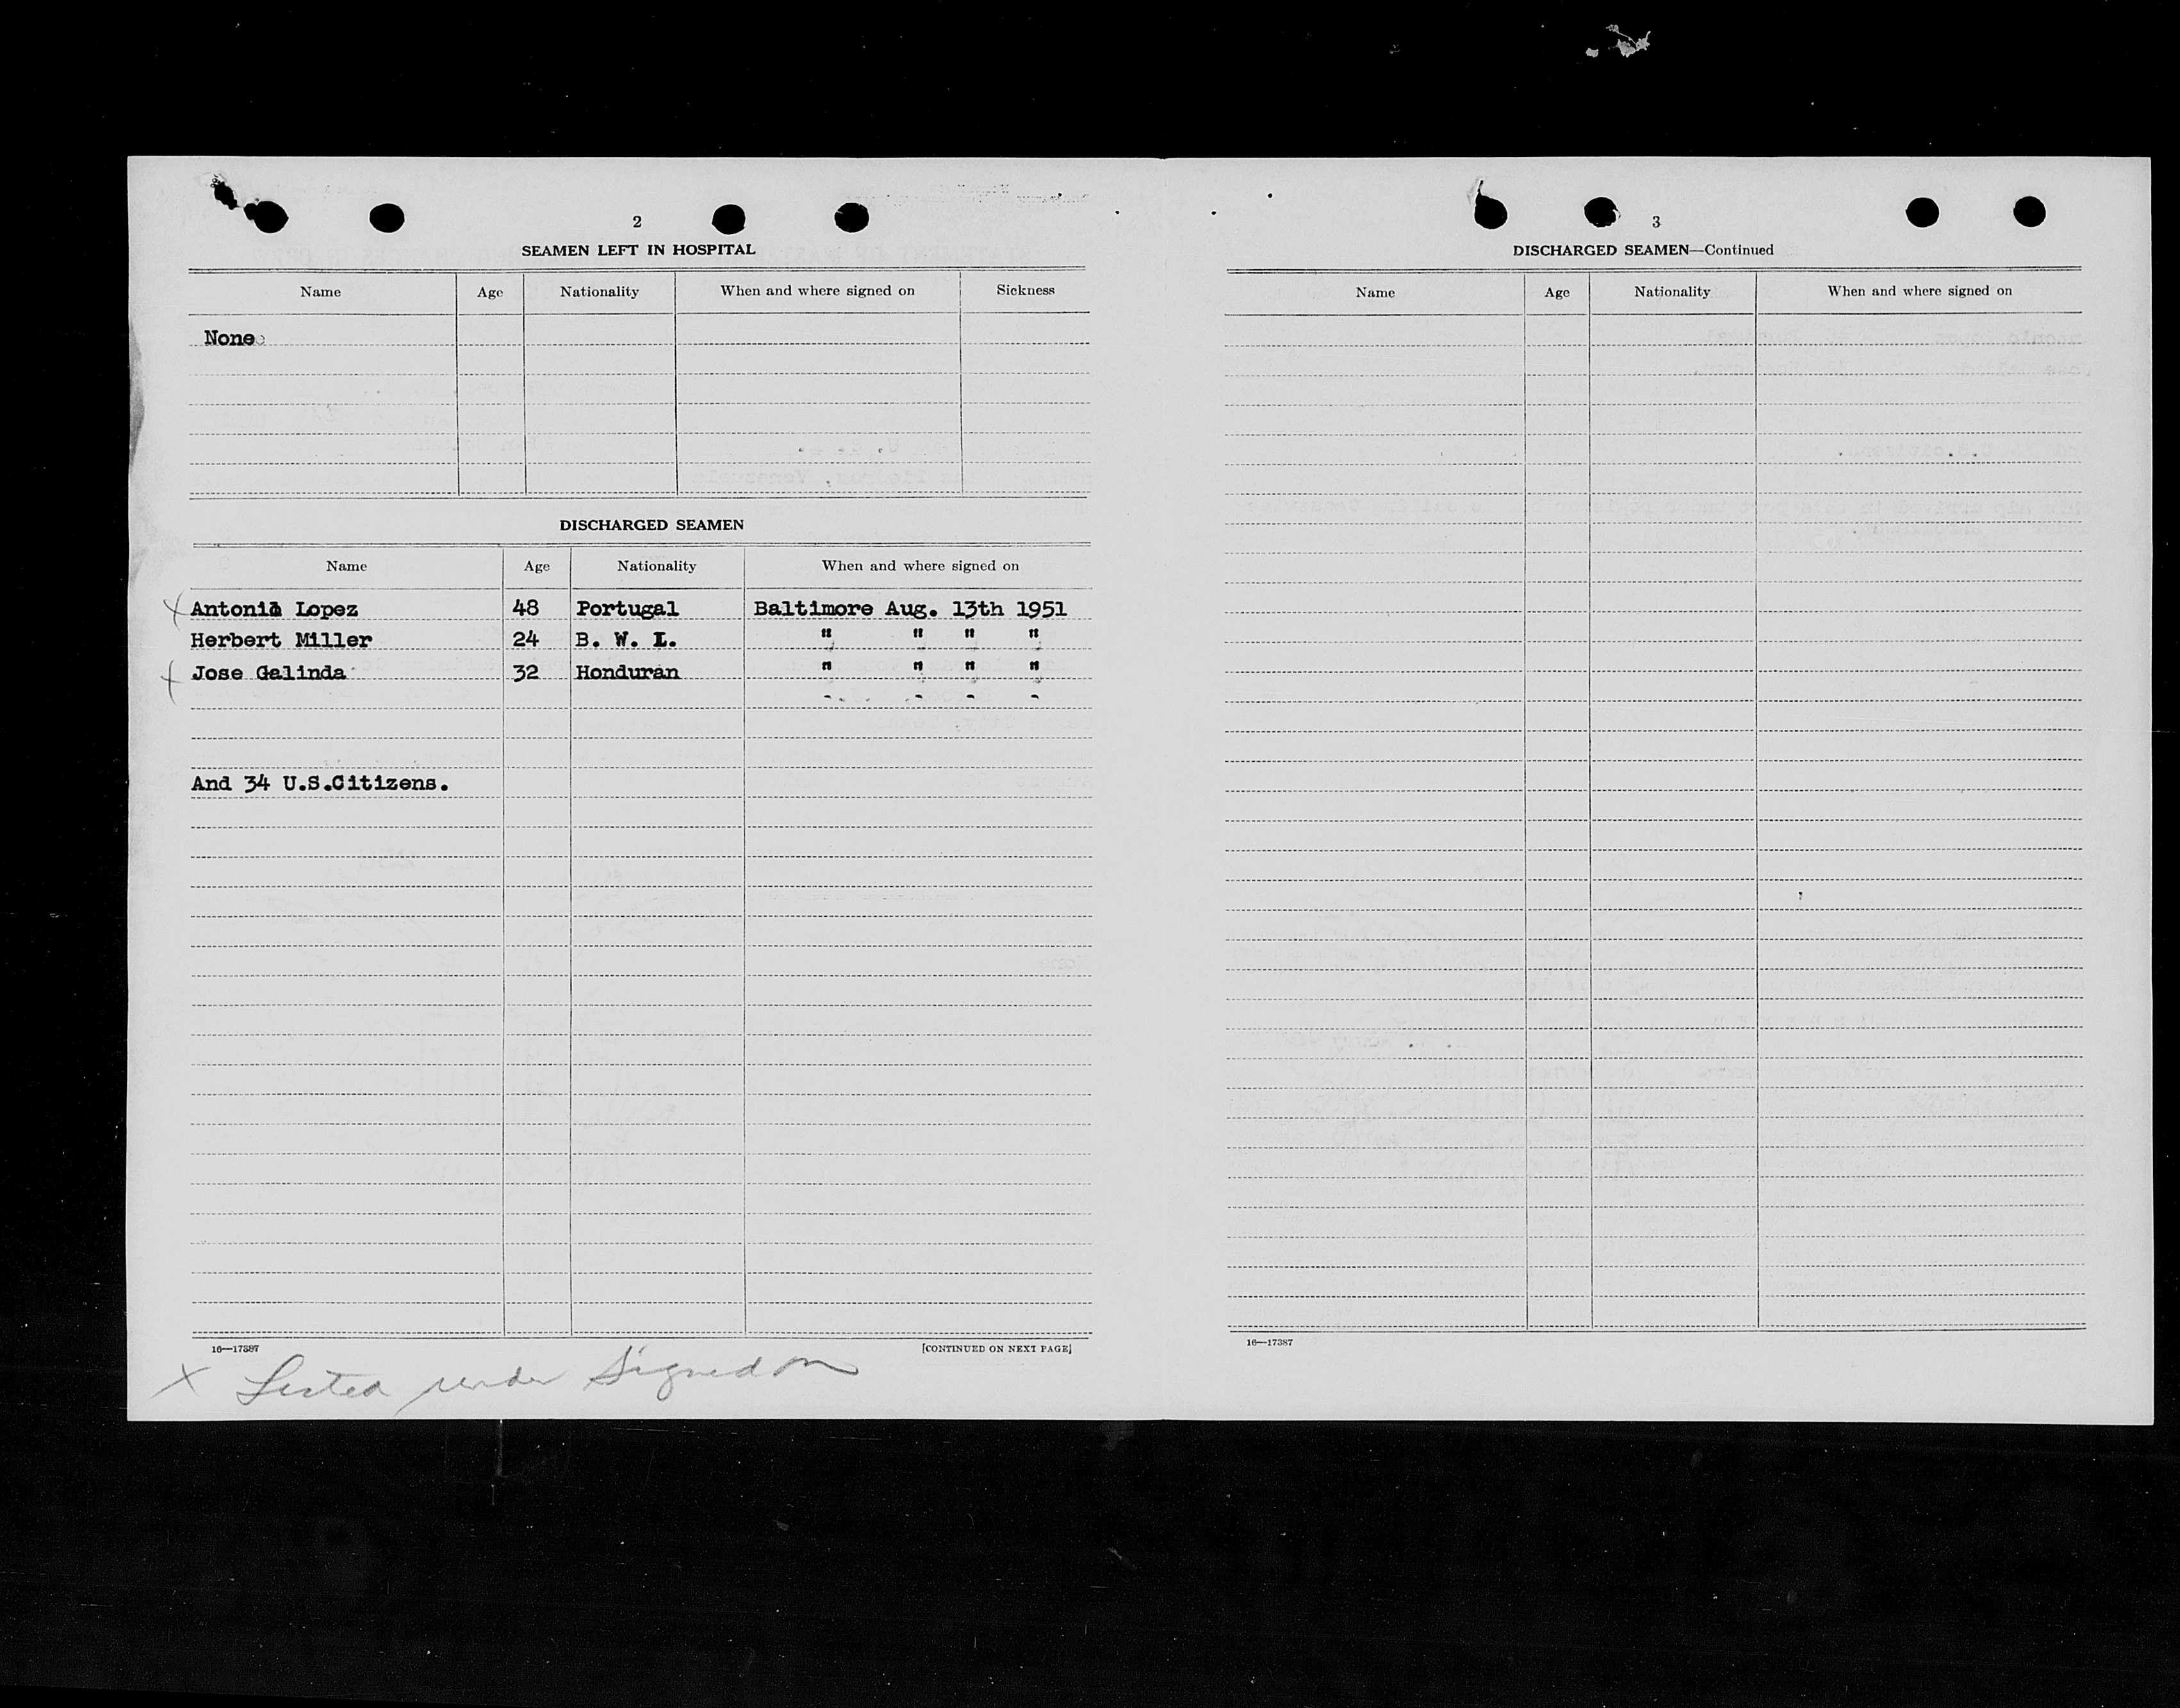 2
SEAMEN LEFT IN HOSPITAL
Name Age Nationality When and where signed on Sickness
None
DISCHARGED SEAMEN
Name Age Nationality When and where signed on
x Lopez 48 Portugal Baltimore Aug. 13th 1951
Herbert Miller 24 B. W. I. " " " "
x Jose Galinda 32 Honduran " " " "
And 34 U.S.Citizens.
16—17387 [CONTINUED ON NEXT PAGE]
x Listed under Signed on
3
DISCHARGED SEAMEN—Continued
Name Age Nationality When and where signed on
16—17387